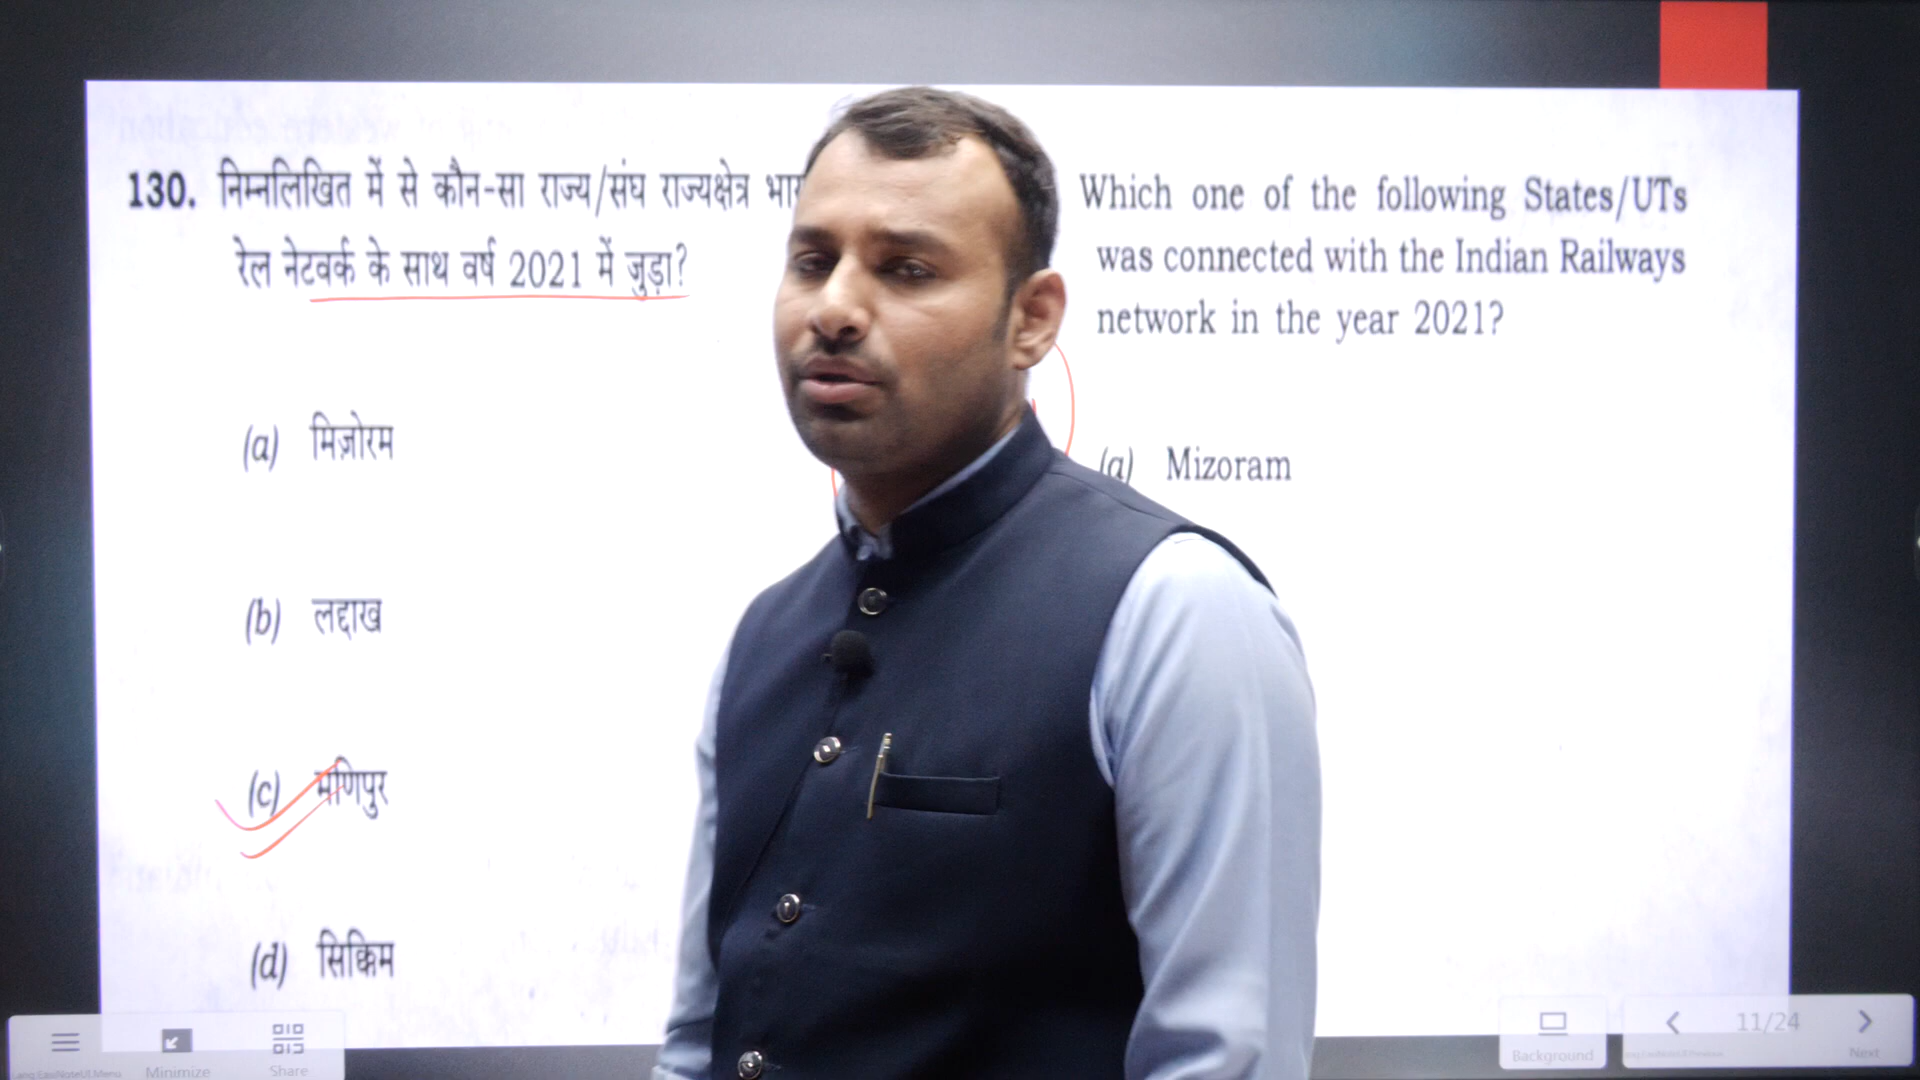 130. निम्नलिखित में से कौन-सा राज्य/संघ राज्यक्षेत्र
रेल नेटवर्क के साथ वर्ष 2021 में जुड़ा?
(a) मिज़ोरम
(b) लद्दाख
(c) मणिपुर
(d) सिक्किम
Which one of the following States/UTs
was connected with the Indian Railways
network in the year 2021?
(a) Mizoram
Minimize
Share
Background
11/24
Next